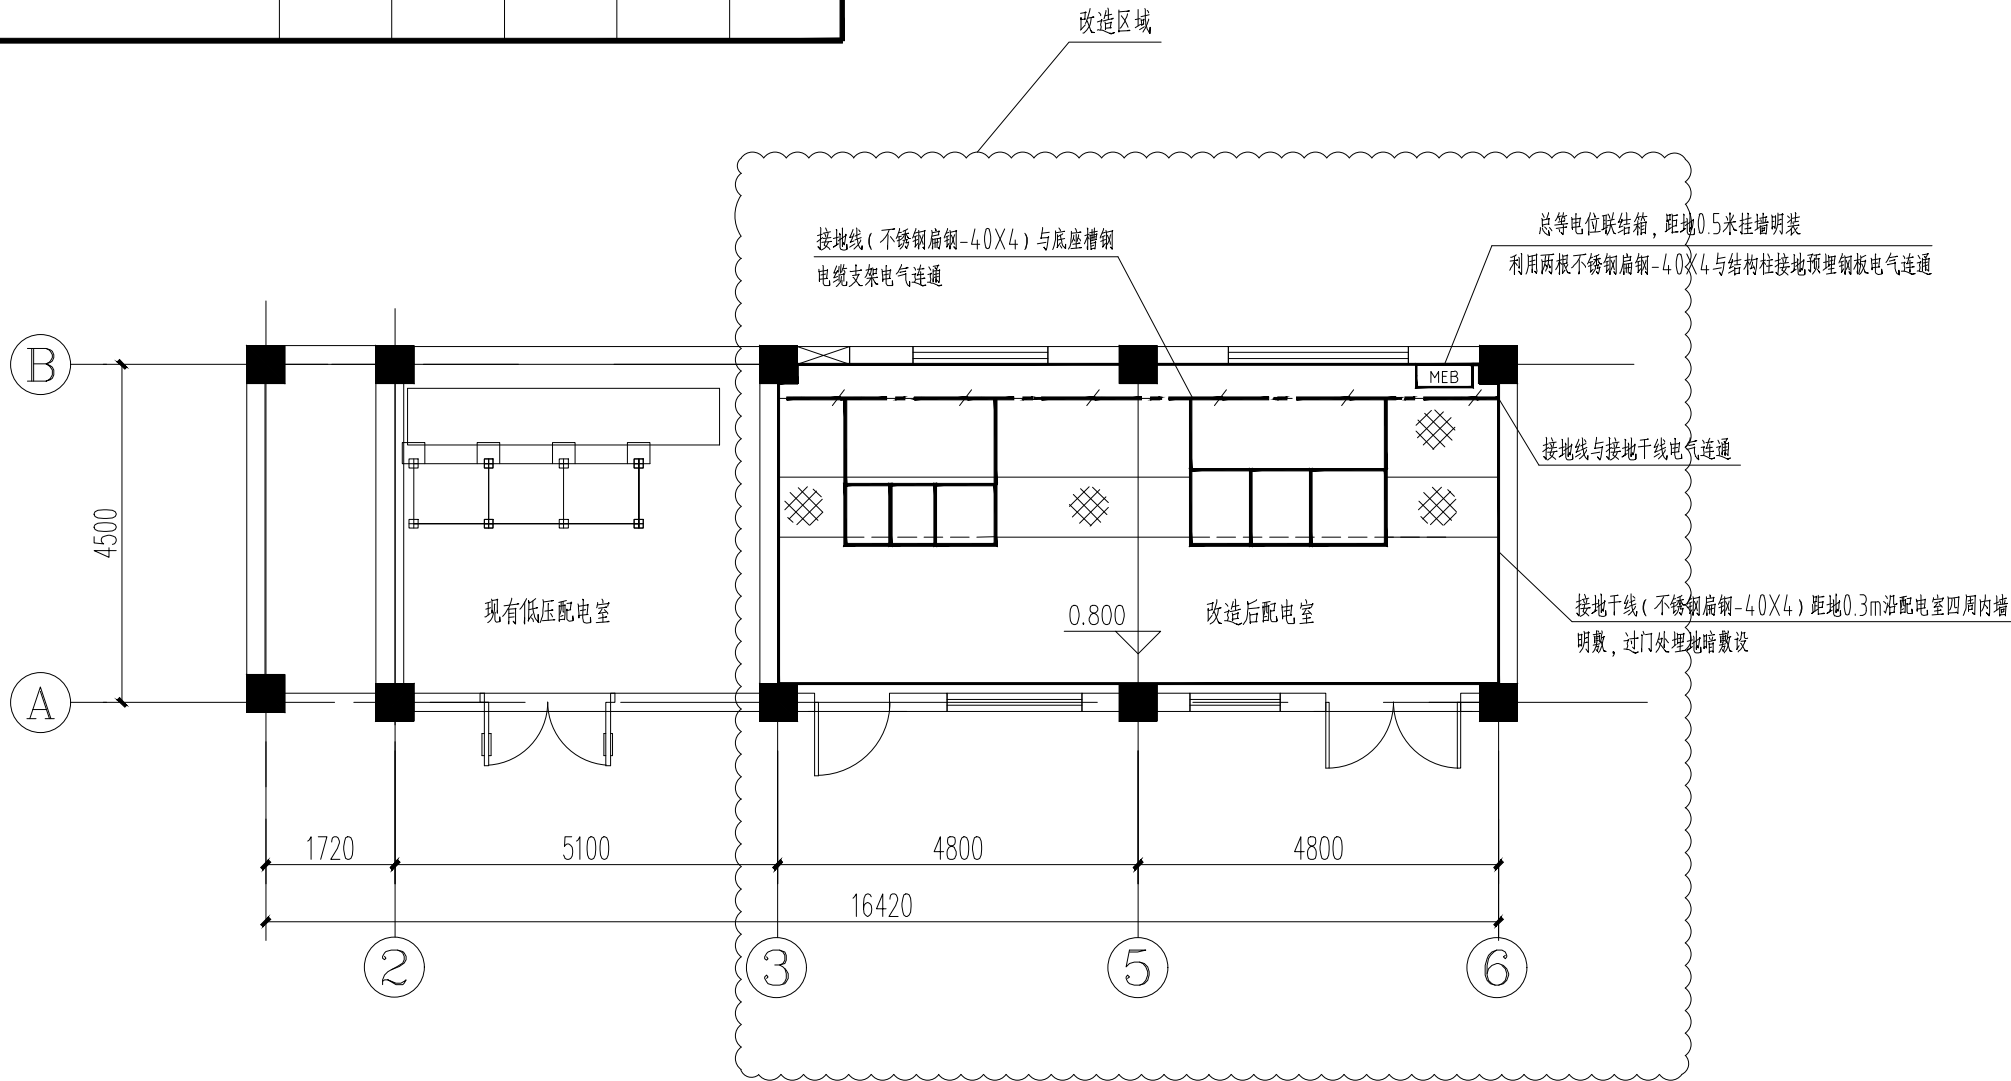 改造区域
总等电位联结箱，距地0.5米挂墙明装
利用两根不锈钢扁钢-40X4与结构柱接地预埋钢板电气连通
接地线(不锈钢扁钢-40X4)与底座槽钢
电缆支架电气连通
B
MEB
接地线与接地干线电气连通
4500
接地干线(不锈钢扁钢-40X4)距地0.3m沿配电室四周内墙
明敷，过门处埋地暗敷设
现有低压配电室
0.800
改造后配电室
A
1720
5100
4800
4800
16420
2
3
5
6